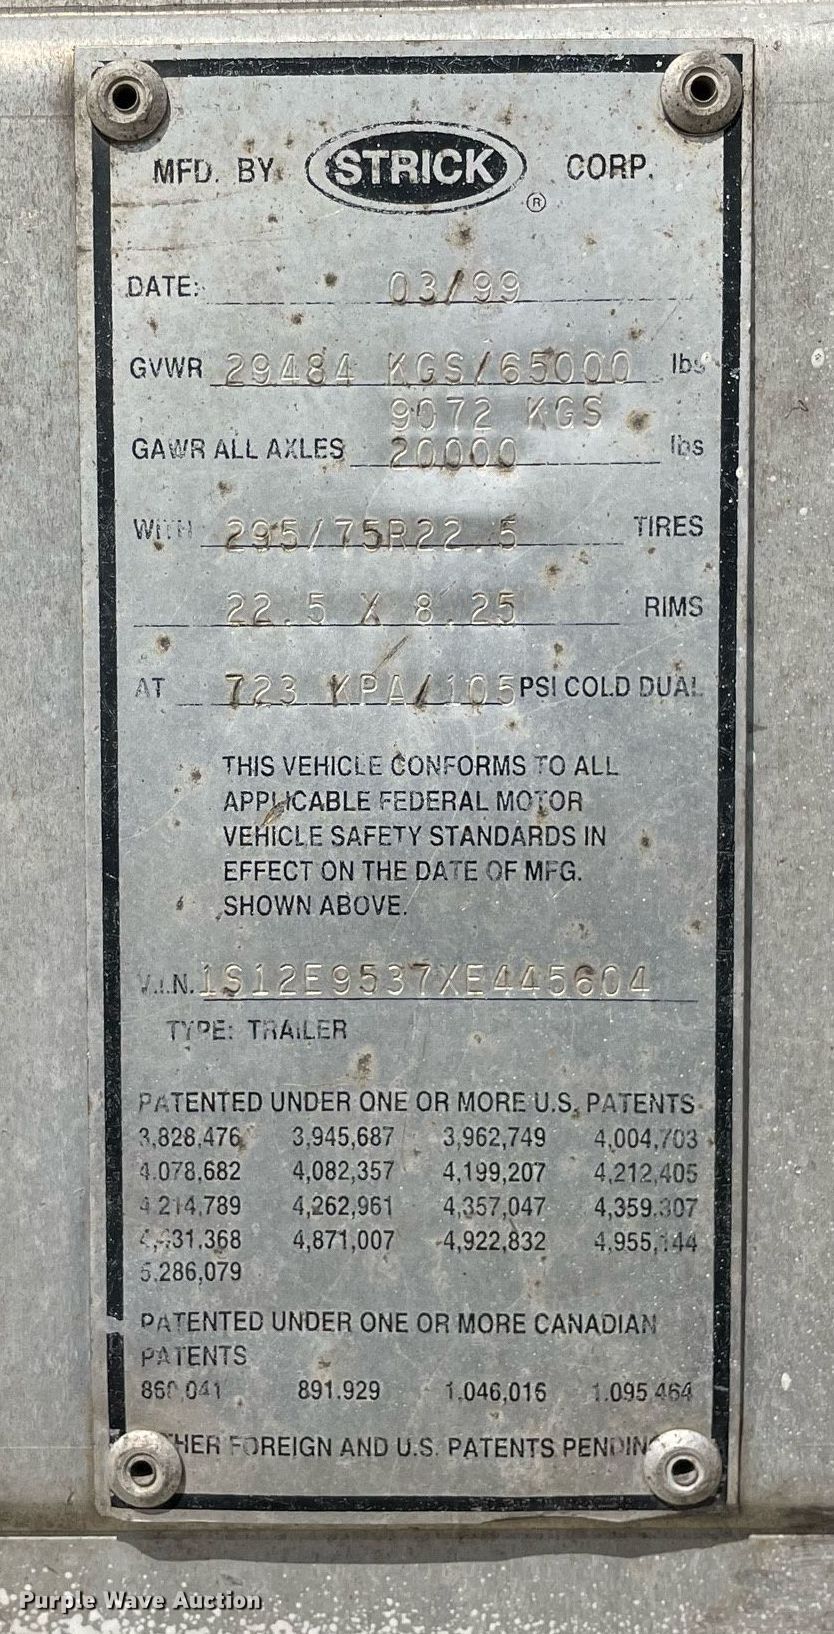 MFD. BY STRICK CORP.
®
DATE: 03/99
GVWR 29484 KGS/65000 lbs
9072 KGS
GAWR ALL AXLES 20000 lbs
WITH 295/75R22.5 TIRES
22.5 X 8.25 RIMS
AT 723 KPA/105 PSI COLD DUAL
THIS VEHICLE CONFORMS TO ALL
APPLICABLE FEDERAL MOTOR
VEHICLE SAFETY STANDARDS IN
EFFECT ON THE DATE OF MFG.
SHOWN ABOVE.
V.I.N. 1S12E9537XE445604
TYPE: TRAILER
PATENTED UNDER ONE OR MORE U.S. PATENTS
3,828,476 3,945,687 3,962,749 4,004,703
4,078,682 4,082,357 4,199,207 4,212,405
4,214,789 4,262,961 4,357,047 4,359,307
4,871,007 4,922,832 4,955,144
5,286,079
PATENTED UNDER ONE OR MORE CANADIAN
PATENTS
891,929 1,046,016 1,095,464
FOREIGN AND U.S. PATENTS PENDING
Purple Wave Auction